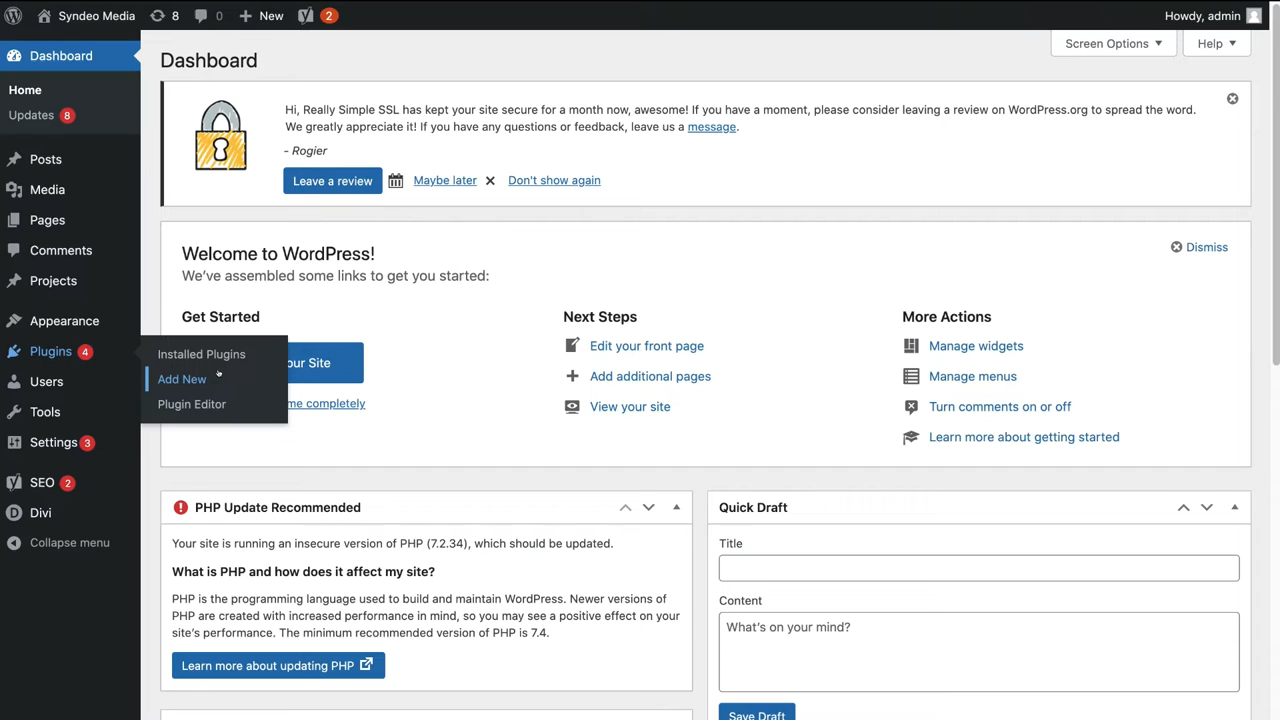 Syndeo Media 8 0 New 2 Howdy, admin
Dashboard
Home
Updates 8
Posts
Media
Pages
Comments
Projects
Appearance
Plugins 4
Users
Tools
Settings 3
SEO 2
Divi
Collapse menu
Installed Plugins
Add New
Plugin Editor
Screen Options Help
Dashboard
Hi, Really Simple SSL has kept your site secure for a month now, awesome! If you have a moment, please consider leaving a review on WordPress.org to spread the word.
We greatly appreciate it! If you have any questions or feedback, leave us a message.
- Rogier
Leave a review Maybe later Don't show again
Welcome to WordPress!
Dismiss
We've assembled some links to get you started:
Get Started
our Site
me completely
Next Steps
Edit your front page
Add additional pages
View your site
More Actions
Manage widgets
Manage menus
Turn comments on or off
Learn more about getting started
PHP Update Recommended
Your site is running an insecure version of PHP (7.2.34), which should be updated.
What is PHP and how does it affect my site?
PHP is the programming language used to build and maintain WordPress. Newer versions of
PHP are created with increased performance in mind, so you may see a positive effect on your
site's performance. The minimum recommended version of PHP is 7.4.
Learn more about updating PHP
Quick Draft
Title
Content
What's on your mind?
Save Draft